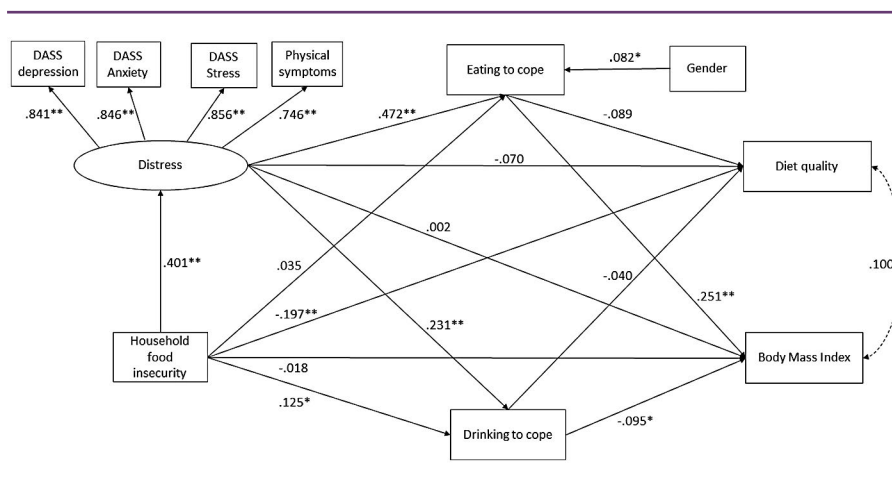 DASS
depression
DASS
Anxiety
DASS
Stress
Physical
symptoms
Eating to cope
.082*
Gender
.841**
.846**
.856**
.746**
.472**
-.089
Distress
-.070
Diet quality
.002
.401**
.035
-.040
.100
-.197**
.231**
.251**
Household
food
insecurity
-.018
Body Mass Index
.125*
Drinking to cope
-.095*